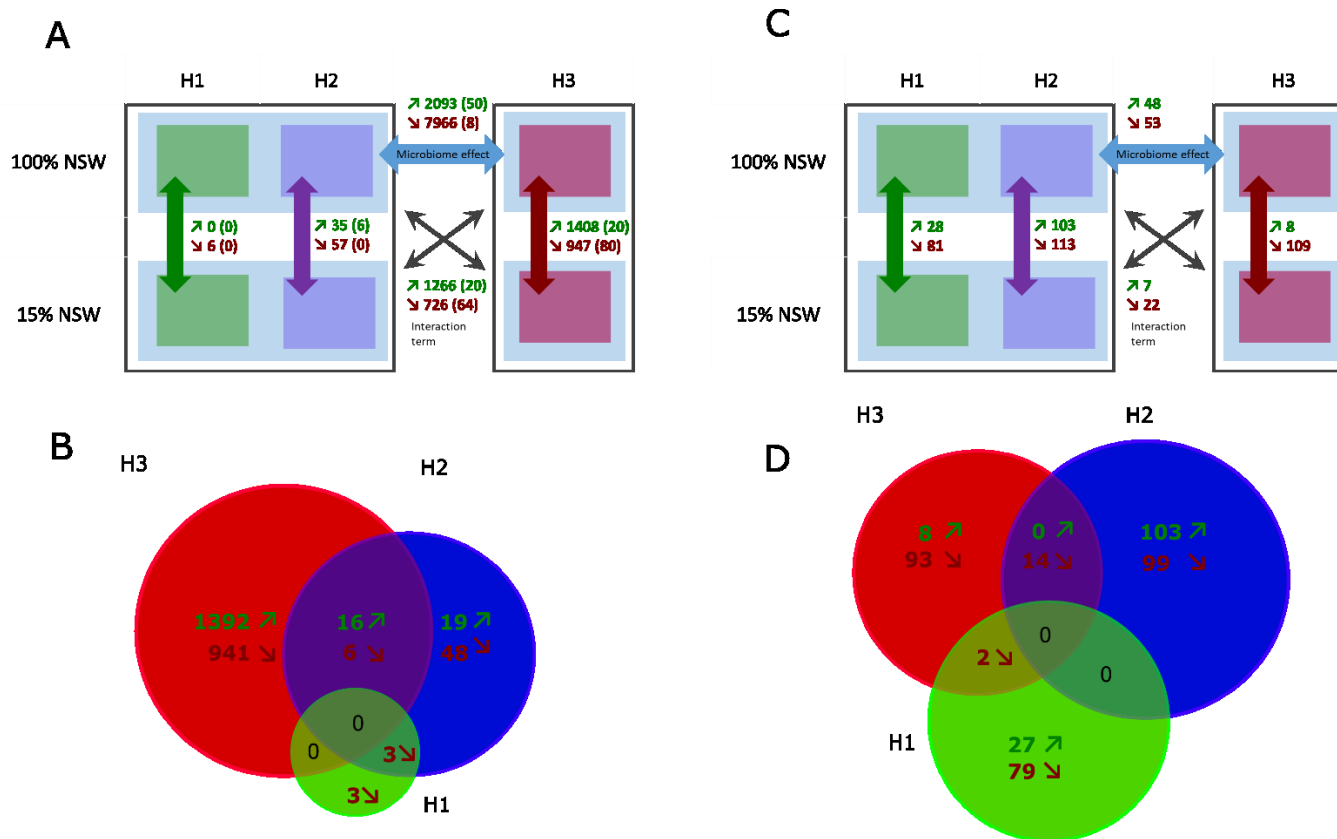 A
H1 H2 H3
↗ 2093 (50)
↘ 7966 (8)
100% NSW
Microbiome effect
↗ 0 (0)
↘ 6 (0)
↗ 35 (6)
↘ 57 (0)
↗ 1408 (20)
↘ 947 (80)
↗ 1266 (20)
↘ 726 (64)
15% NSW
Interaction
term
C
H1 H2 H3
↗ 48
↘ 53
100% NSW
Microbiome effect
↗ 28
↘ 81
↗ 103
↘ 113
↗ 8
↘ 109
↗ 7
↘ 22
15% NSW
Interaction
term
B
H3
H2
1392 ↗ 16 ↗ 19 ↗
941 ↘ 6 ↘ 48 ↘
0
0 3 ↘
3 ↘
H1
D
H3
H2
8 ↗ 0 ↗ 103 ↗
93 ↘ 14 ↘ 99 ↘
0
2 ↘ 0
H1
27 ↗
79 ↘